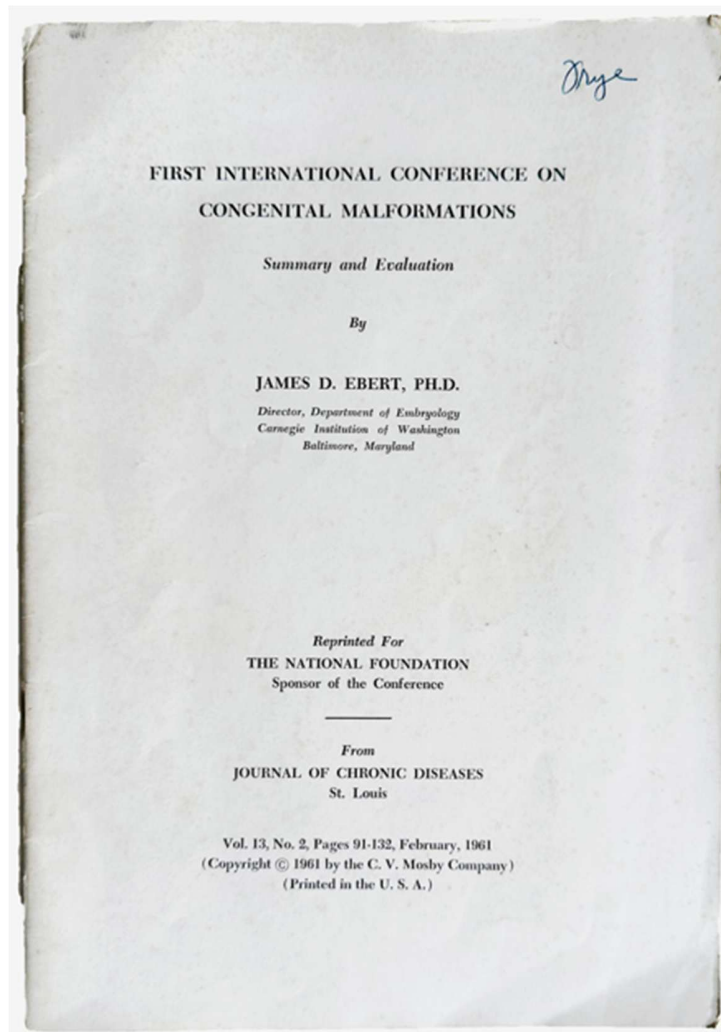 Frye
FIRST INTERNATIONAL CONFERENCE ON
CONGENITAL MALFORMATIONS
Summary and Evaluation
By
JAMES D. EBERT, PH.D.
Director, Department of Embryology
Carnegie Institution of Washington
Baltimore, Maryland
Reprinted For
THE NATIONAL FOUNDATION
Sponsor of the Conference
From
JOURNAL OF CHRONIC DISEASES
St. Louis
Vol. 13, No. 2, Pages 91-132, February, 1961
(Copyright © 1961 by the C. V. Mosby Company)
(Printed in the U. S. A.)